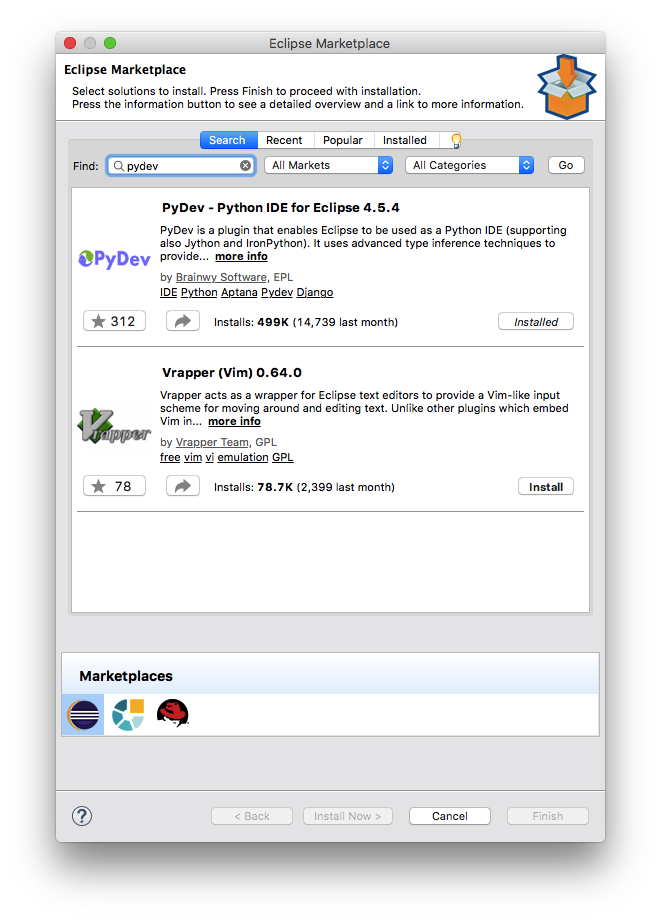 Eclipse Marketplace
Eclipse Marketplace
Select solutions to install. Press Finish to proceed with installation.
Press the information button to see a detailed overview and a link to more information.
Search Recent Popular Installed
Find: pydev All Markets All Categories Go
PyDev - Python IDE for Eclipse 4.5.4
PyDev is a plugin that enables Eclipse to be used as a Python IDE (supporting
also Jython and IronPython). It uses advanced type inference techniques to
provide... more info
PyDev
by Brainwy Software, EPL
IDE Python Aptana Pydev Django
312 Installs: 499K (14,739 last month) Installed
Vrapper (Vim) 0.64.0
Vrapper acts as a wrapper for Eclipse text editors to provide a Vim-like input
scheme for moving around and editing text. Unlike other plugins which embed
Vim in... more info
Vrapper
by Vrapper Team, GPL
free vim vi emulation GPL
78 Installs: 78.7K (2,399 last month) Install
Marketplaces
? < Back Install Now > Cancel Finish